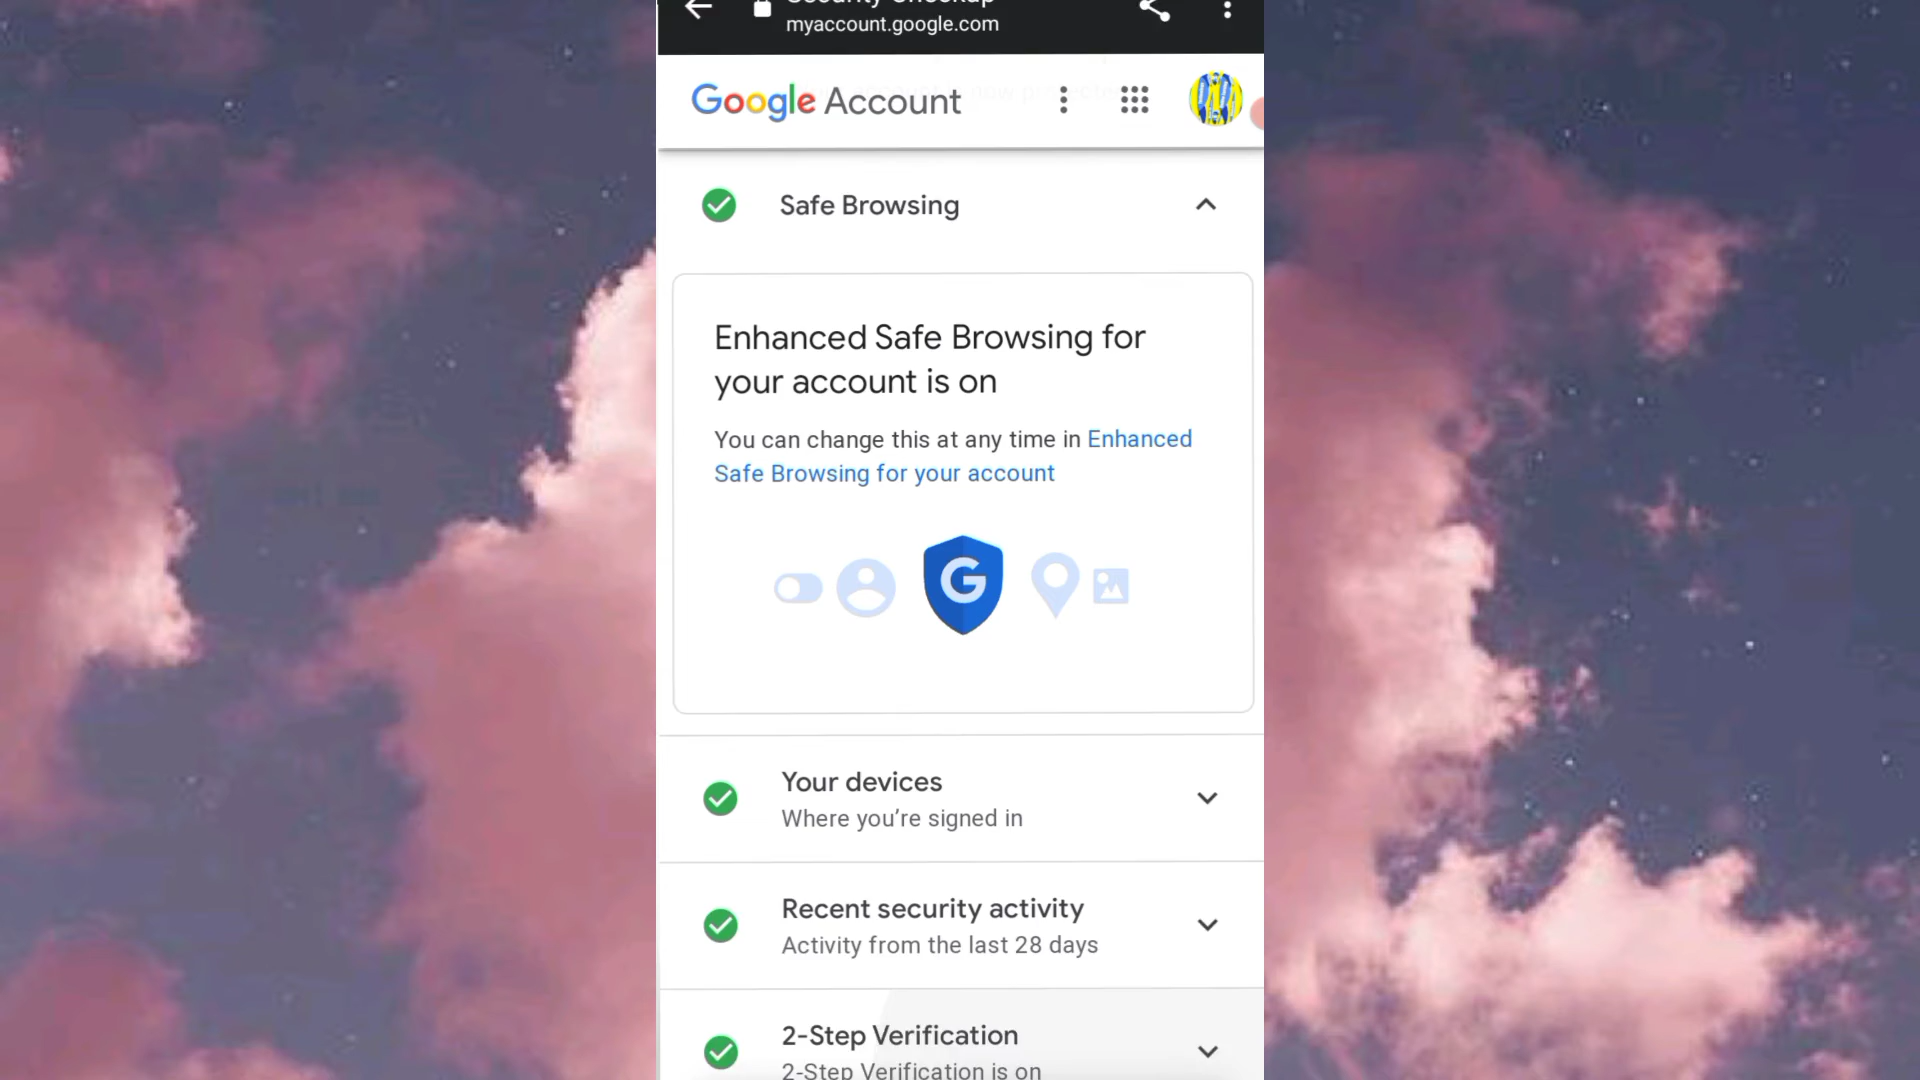 myaccount.google.com
Google Account
Safe Browsing
Enhanced Safe Browsing for
your account is on
You can change this at any time in Enhanced
Safe Browsing for your account
G
Your devices
Where you're signed in
Recent security activity
Activity from the last 28 days
2-Step Verification
2-Step Verification is on